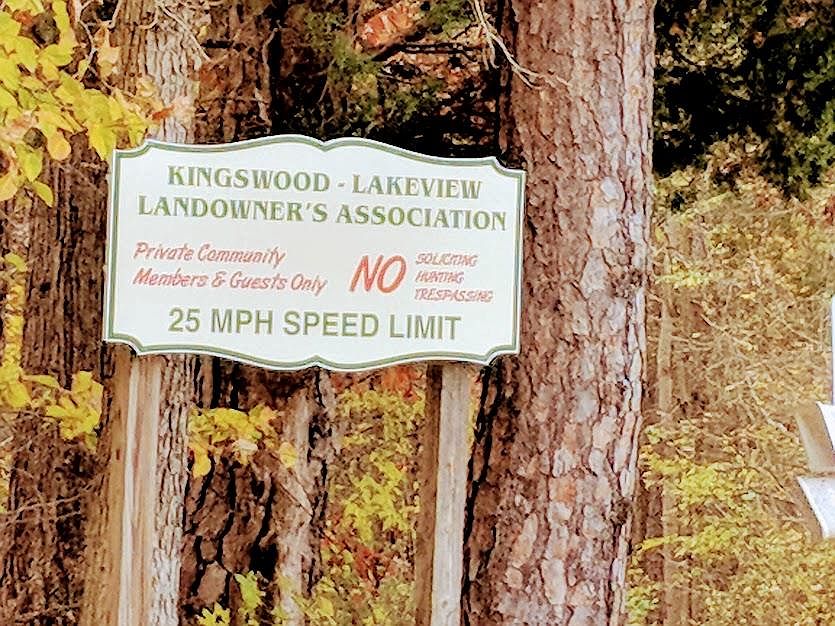 KINGSWOOD - LAKEVIEW
LANDOWNER'S ASSOCIATION
Private Community
Members & Guests Only
NO
SOLICITING
HUNTING
TRESPASSING
25 MPH SPEED LIMIT